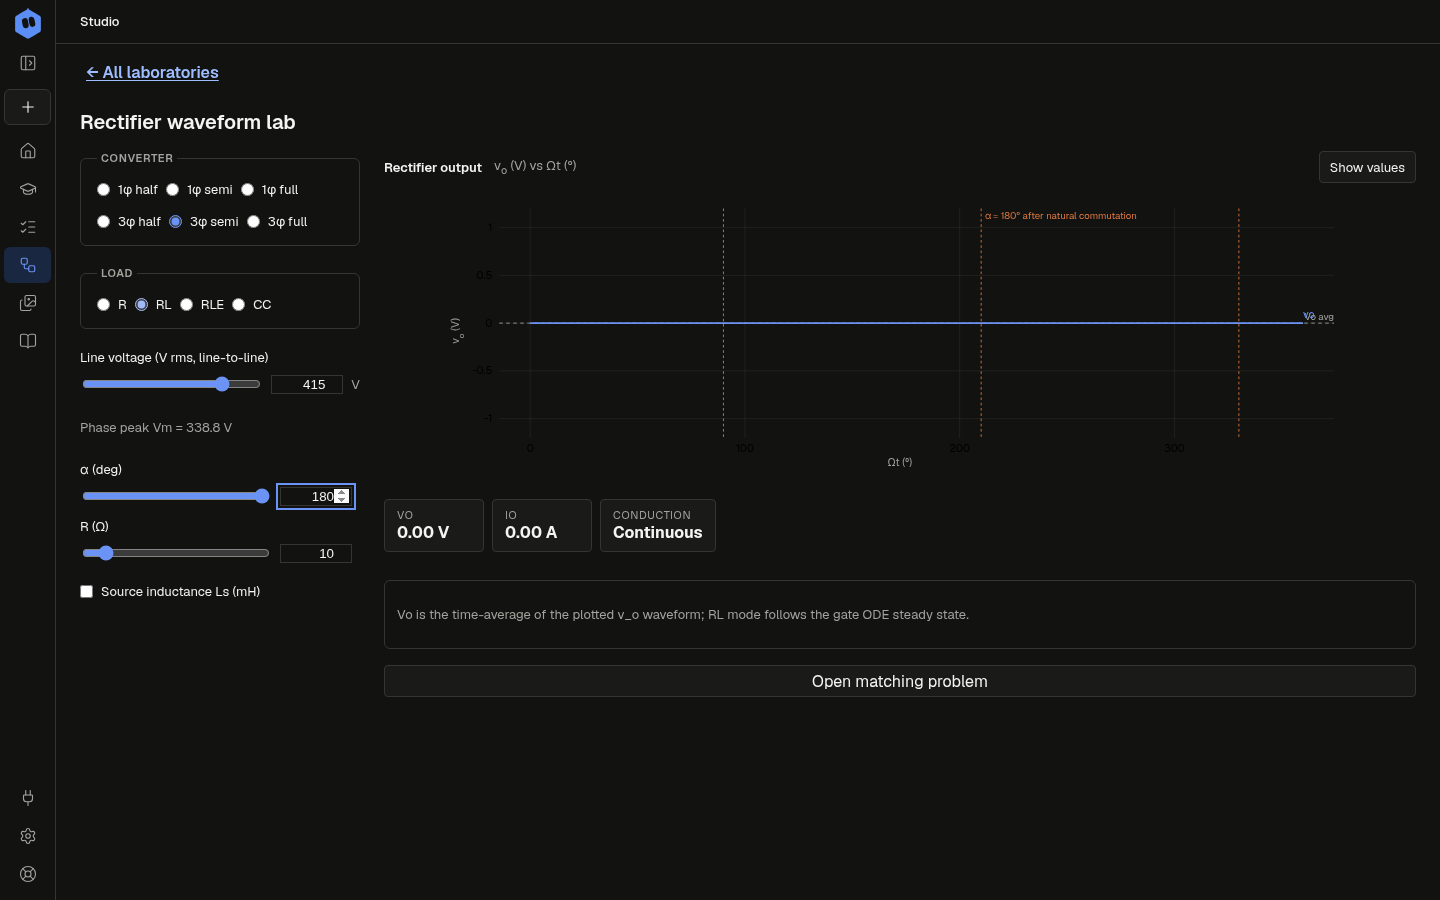 Studio
← All laboratories
Rectifier waveform lab
CONVERTER
1φ half 1φ semi 1φ full
3φ half 3φ semi 3φ full
LOAD
R RL RLE CC
Line voltage (V rms, line-to-line)
415 V
Phase peak Vm = 338.8 V
α (deg)
180
R (Ω)
10
Source inductance Ls (mH)
Rectifier output vo (V) vs Ωt (°)
Show values
α = 180° after natural commutation
1
0.5
0
-0.5
-1
vo (V)
avg
0 100 200 300
Ωt (°)
VO
0.00 V
IO
0.00 A
CONDUCTION
Continuous
Vo is the time-average of the plotted v_o waveform; RL mode follows the gate ODE steady state.
Open matching problem